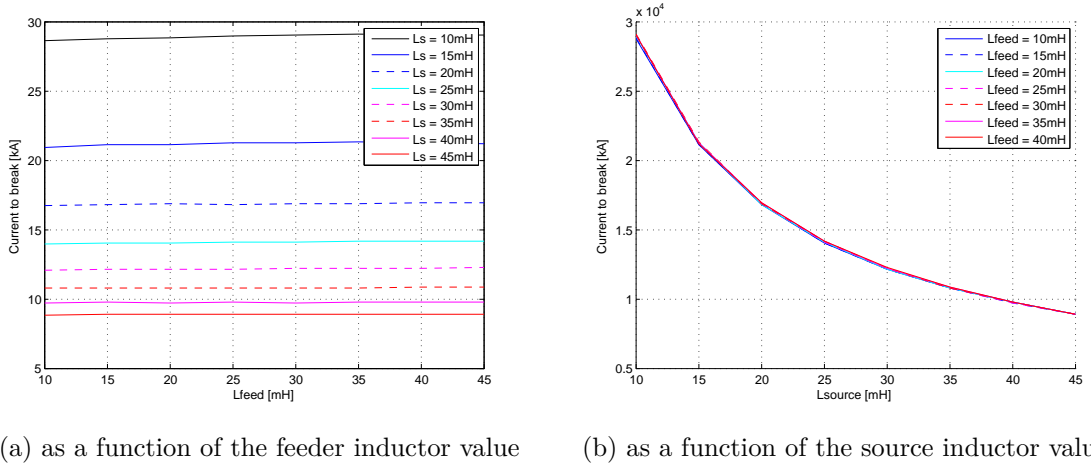 30
25
20
15
10
5
Current to break [kA]
10 15 20 25 30 35 40 45
Lfeed [mH]
Ls = 10mH
Ls = 15mH
Ls = 20mH
Ls = 25mH
Ls = 30mH
Ls = 35mH
Ls = 40mH
Ls = 45mH
(a) as a function of the feeder inductor value
x 10^4
3
2.5
2
1.5
1
0.5
Current to break [kA]
10 15 20 25 30 35 40 45
Lsource [mH]
Lfeed = 10mH
Lfeed = 15mH
Lfeed = 20mH
Lfeed = 25mH
Lfeed = 30mH
Lfeed = 35mH
Lfeed = 40mH
(b) as a function of the source inductor valu